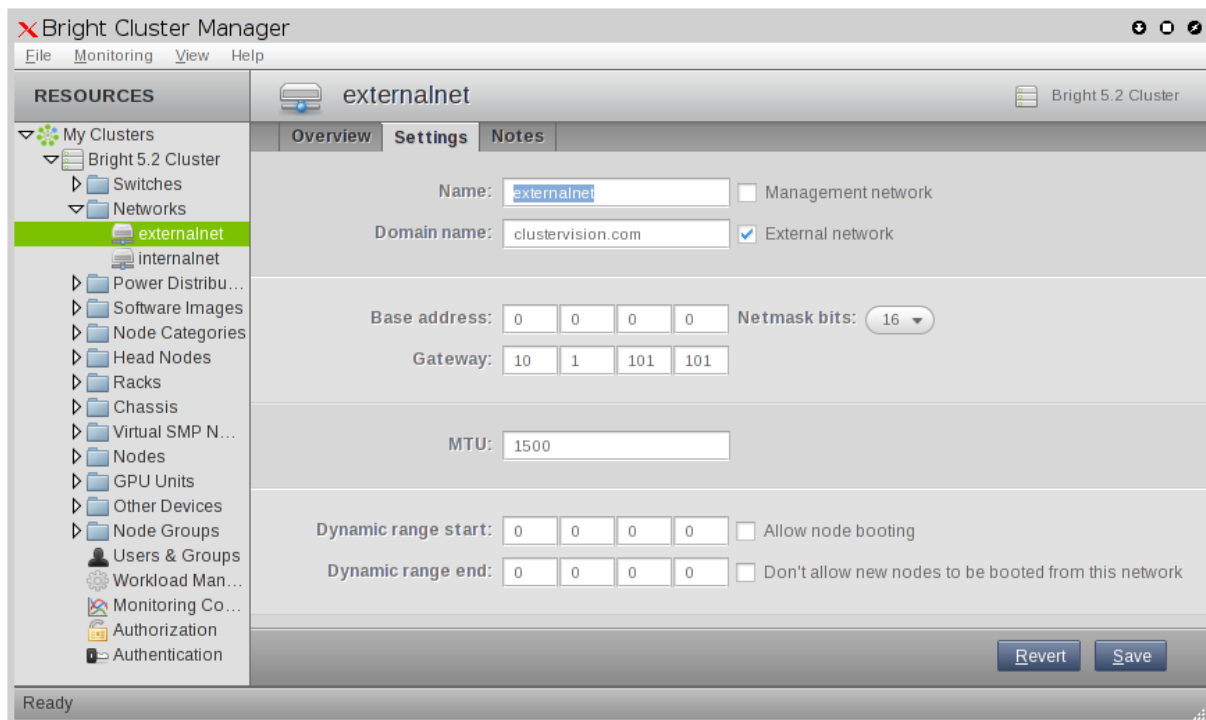 Bright Cluster Manager
File Monitoring View Help
RESOURCES
externalnet
Bright 5.2 Cluster
My Clusters
Bright 5.2 Cluster
Switches
Networks
externalnet
internalnet
Power Distribu...
Software Images
Node Categories
Head Nodes
Racks
Chassis
Virtual SMP N...
Nodes
GPU Units
Other Devices
Node Groups
Users & Groups
Workload Man...
Monitoring Co...
Authorization
Authentication
Overview Settings Notes
Name: externalnet Management network
Domain name: clustervision.com External network
Base address: 0 0 0 0 Netmask bits: 16
Gateway: 10 1 101 101
MTU: 1500
Dynamic range start: 0 0 0 0 Allow node booting
Dynamic range end: 0 0 0 0 Don't allow new nodes to be booted from this network
Revert Save
Ready